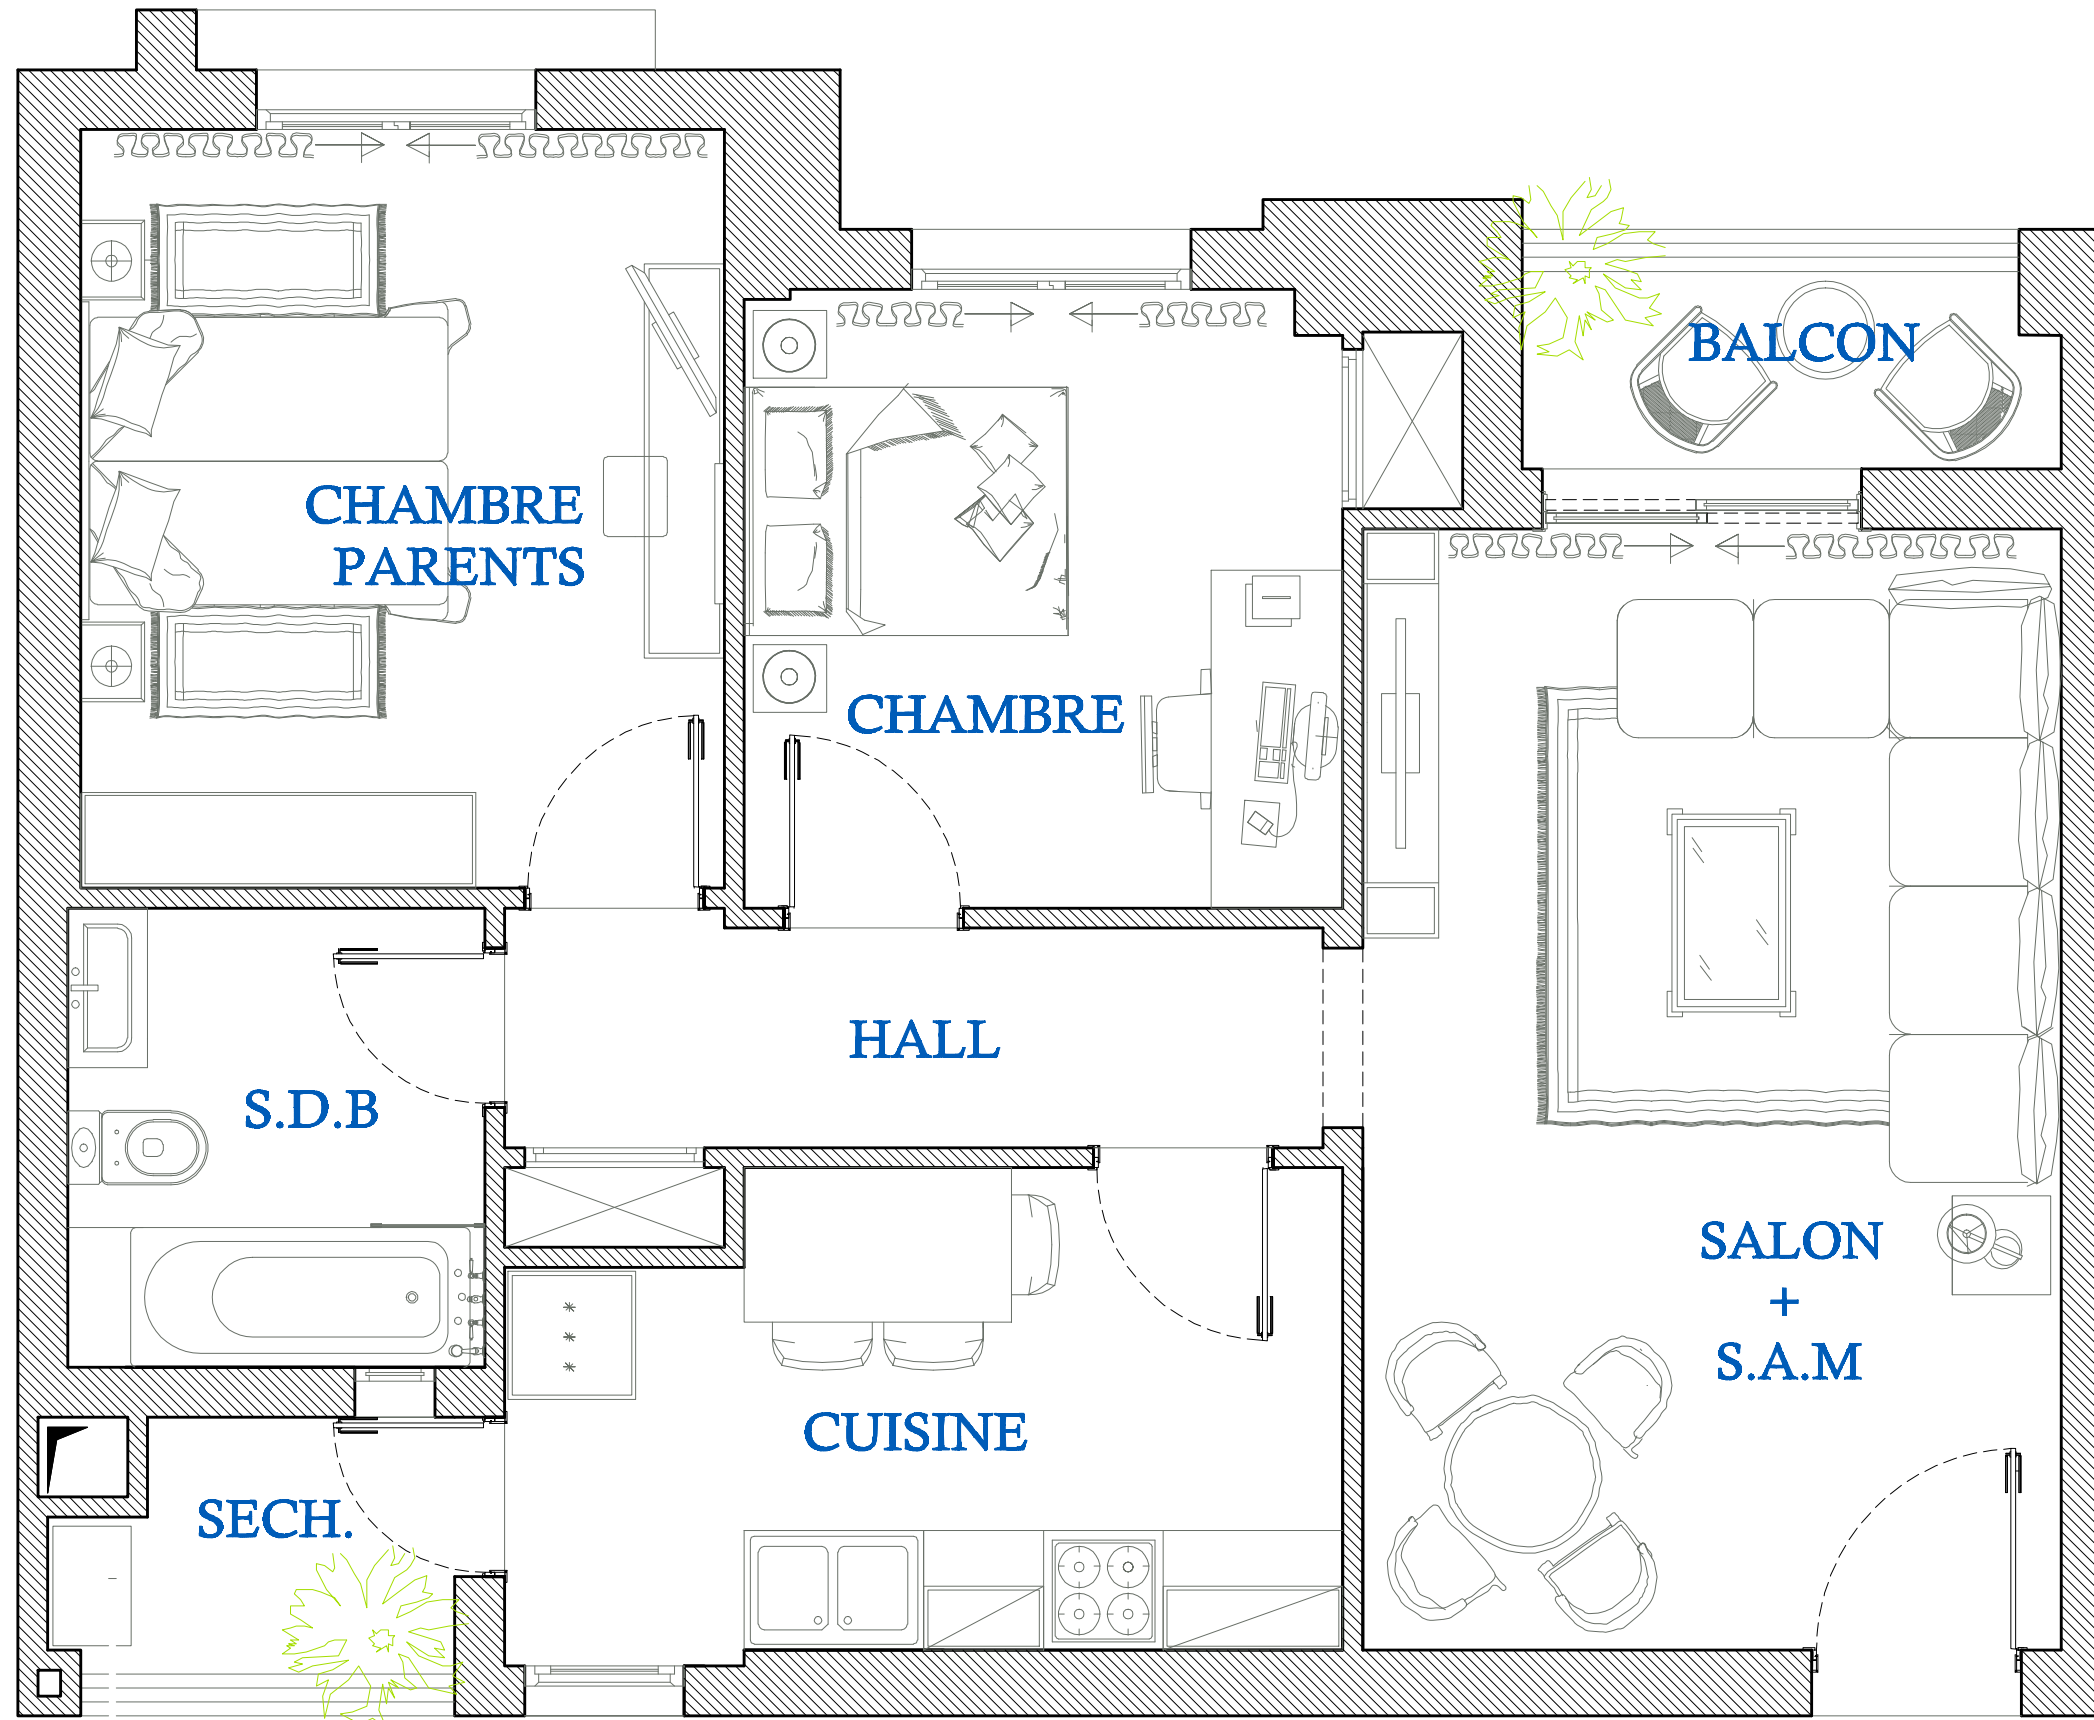 BALCON
CHAMBRE
PARENTS
CHAMBRE
HALL
S.D.B
SALON
+
S.A.M
CUISINE
SECH.